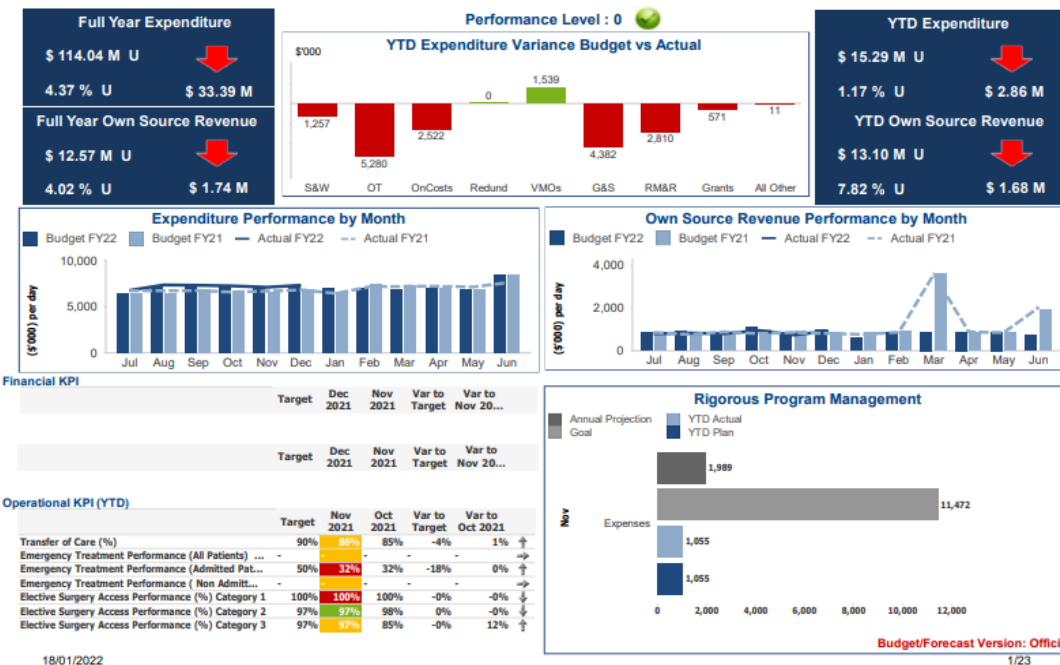 Full Year Expenditure
$ 114.04 M U
4.37 % U $ 33.39 M
Full Year Own Source Revenue
$ 12.57 M U
4.02 % U $ 1.74 M
Performance Level : 0
YTD Expenditure Variance Budget vs Actual
$'000
1,257
5,280
2,522
0
1,539
4,382
2,810
571
11
S&W OT OnCosts Redund VMOs G&S RM&R Grants All Other
YTD Expenditure
$ 15.29 M U
1.17 % U $ 2.86 M
YTD Own Source Revenue
$ 13.10 M U
7.82 % U $ 1.68 M
Expenditure Performance by Month
Budget FY22 Budget FY21 Actual FY22 Actual FY21
($'000) per day
10,000
5,000
0
Jul Aug Sep Oct Nov Dec Jan Feb Mar Apr May Jun
Own Source Revenue Performance by Month
Budget FY22 Budget FY21 Actual FY22 Actual FY21
($'000) per day
4,000
2,000
0
Jul Aug Sep Oct Nov Dec Jan Feb Mar Apr May Jun
Financial KPI
Target Dec 2021 Nov 2021 Var to Target Var to Nov 20...
Target Dec 2021 Nov 2021 Var to Target Var to Nov 20...
Operational KPI (YTD)
Target Nov 2021 Oct 2021 Var to Target Var to Oct 2021
Transfer of Care (%) 90% 86% 85% -4% 1%
Emergency Treatment Performance (All Patients) ... - - - - -
Emergency Treatment Performance (Admitted Pat... 50% 32% 32% -18% 0%
Emergency Treatment Performance ( Non Admitt... - - - - -
Elective Surgery Access Performance (%) Category 1 100% 100% 100% -0% -0%
Elective Surgery Access Performance (%) Category 2 97% 97% 98% 0% -0%
Elective Surgery Access Performance (%) Category 3 97% 97% 85% -0% 12%
Rigorous Program Management
Annual Projection YTD Actual
Goal YTD Plan
Nov
Expenses
1,989
11,472
1,055
1,055
0 2,000 4,000 6,000 8,000 10,000 12,000
Budget/Forecast Version: Offici
18/01/2022
1/23